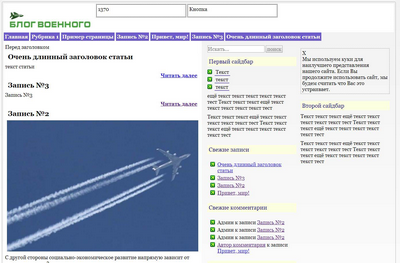 1370
Кнопка
БЛОГ ВОЕННОГО
Главная Рубрика 1 Пример страницы Запись №2 Привет, мир! Запись №3 Очень длинный заголовок статьи
Перед заголовком
Очень длинный заголовок статьи
текст статьи
Читать далее
Запись №3
Запись №3
Читать далее
Запись №2
С другой стороны социально-экономическое развитие напрямую зависит от
Искать...
поиск
Первый сайдбар
Текст
текст
текст
ещё текст текст текст текст текст
текст Текст текст ещё текст текст
текст текст текст текст Текст
текст ещё текст текст текст текст
текст текст Текст текст ещё текст
текст текст текст текст текст
Свежие записи
Очень длинный заголовок
статьи
Запись №3
Запись №2
Привет, мир!
Свежие комментарии
Админ к записи Запись №2
Админ к записи Запись №2
Админ к записи Запись №2
Автор комментария к записи
Привет, мир!
X
Мы используем куки для
наилучшего представления
нашего сайта. Если Вы
продолжите использовать сайт, мы
будем считать что Вас это
устраивает.
Второй сайдбар
Текст текст ещё текст текст текст
текст текст текст Текст текст ещё
текст текст текст текст текст
текст Текст текст ещё текст текст
текст текст текст текст Текст
текст ещё текст текст текст текст
текст текст